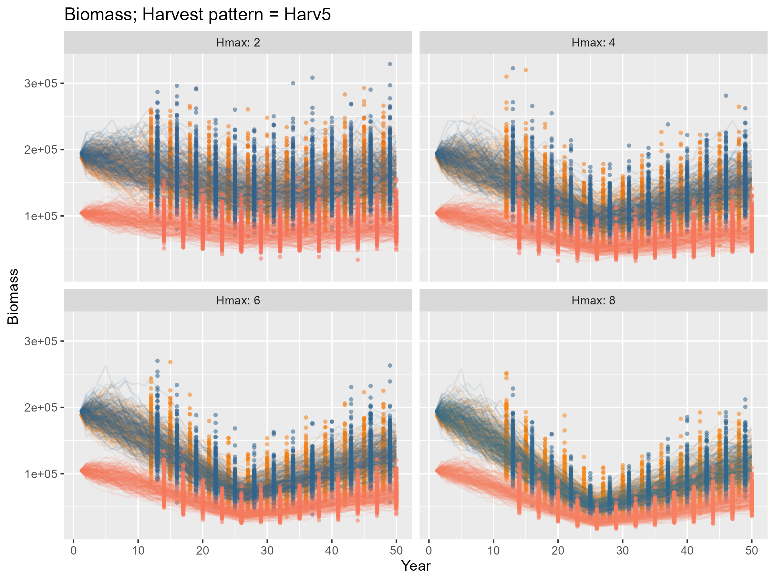 Biomass; Harvest pattern = Harv5
Hmax: 2
Hmax: 4
3e+05
2e+05
1e+05
Biomass
Hmax: 6
Hmax: 8
3e+05
2e+05
1e+05
0 10 20 30 40 50
0 10 20 30 40 50
Year